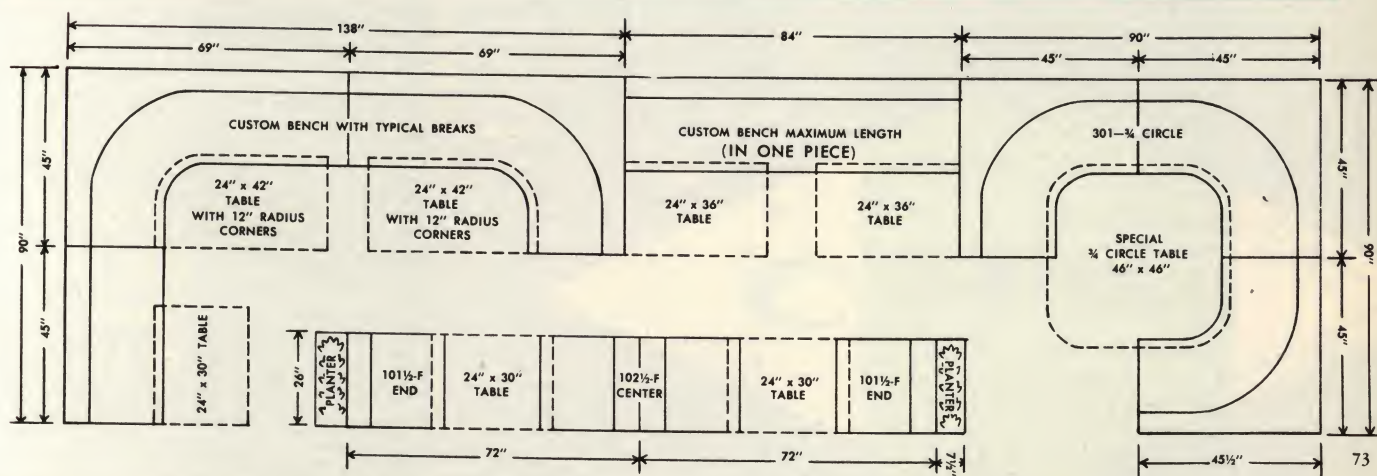 138"
84"
90"
69"
69"
45"
45"
90"
45"
45"
CUSTOM BENCH WITH TYPICAL BREAKS
24" x 42"
TABLE
WITH 12" RADIUS
CORNERS
24" x 42"
TABLE
WITH 12" RADIUS
CORNERS
24" x 30" TABLE
CUSTOM BENCH MAXIMUM LENGTH
(IN ONE PIECE)
24" x 36"
TABLE
24" x 36"
TABLE
301—¾ CIRCLE
SPECIAL
¾ CIRCLE TABLE
46" x 46"
45"
90"
45"
26"
PLANTER
101½-F
END
24" x 30"
TABLE
102½-F
CENTER
24" x 30"
TABLE
101½-F
END
PLANTER
72"
72"
7½"
45½"
73